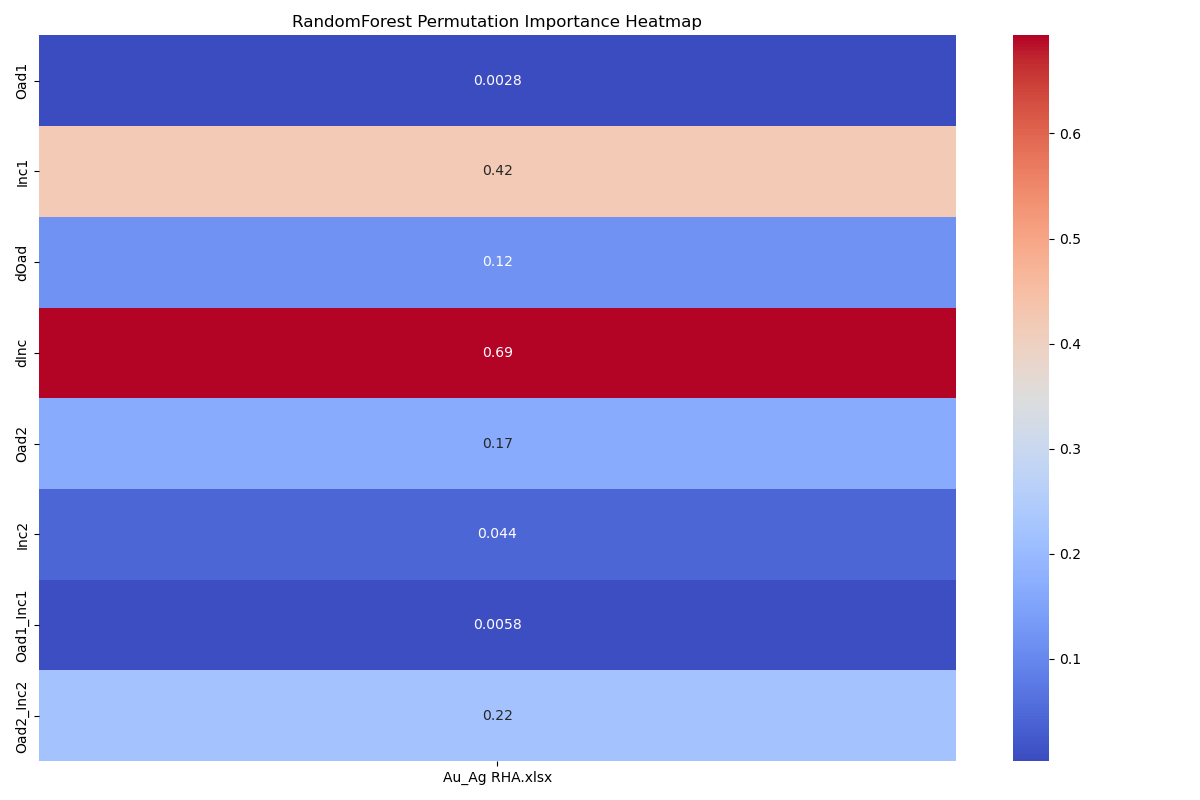 RandomForest Permutation Importance Heatmap
Oad1
0.0028
Inc1
0.42
dOad
0.12
dInc
0.69
Oad2
0.17
Inc2
0.044
Oad1_Inc1
0.0058
Oad2_Inc2
0.22
Au_Ag RHA.xlsx
0.6
0.5
0.4
0.3
0.2
0.1